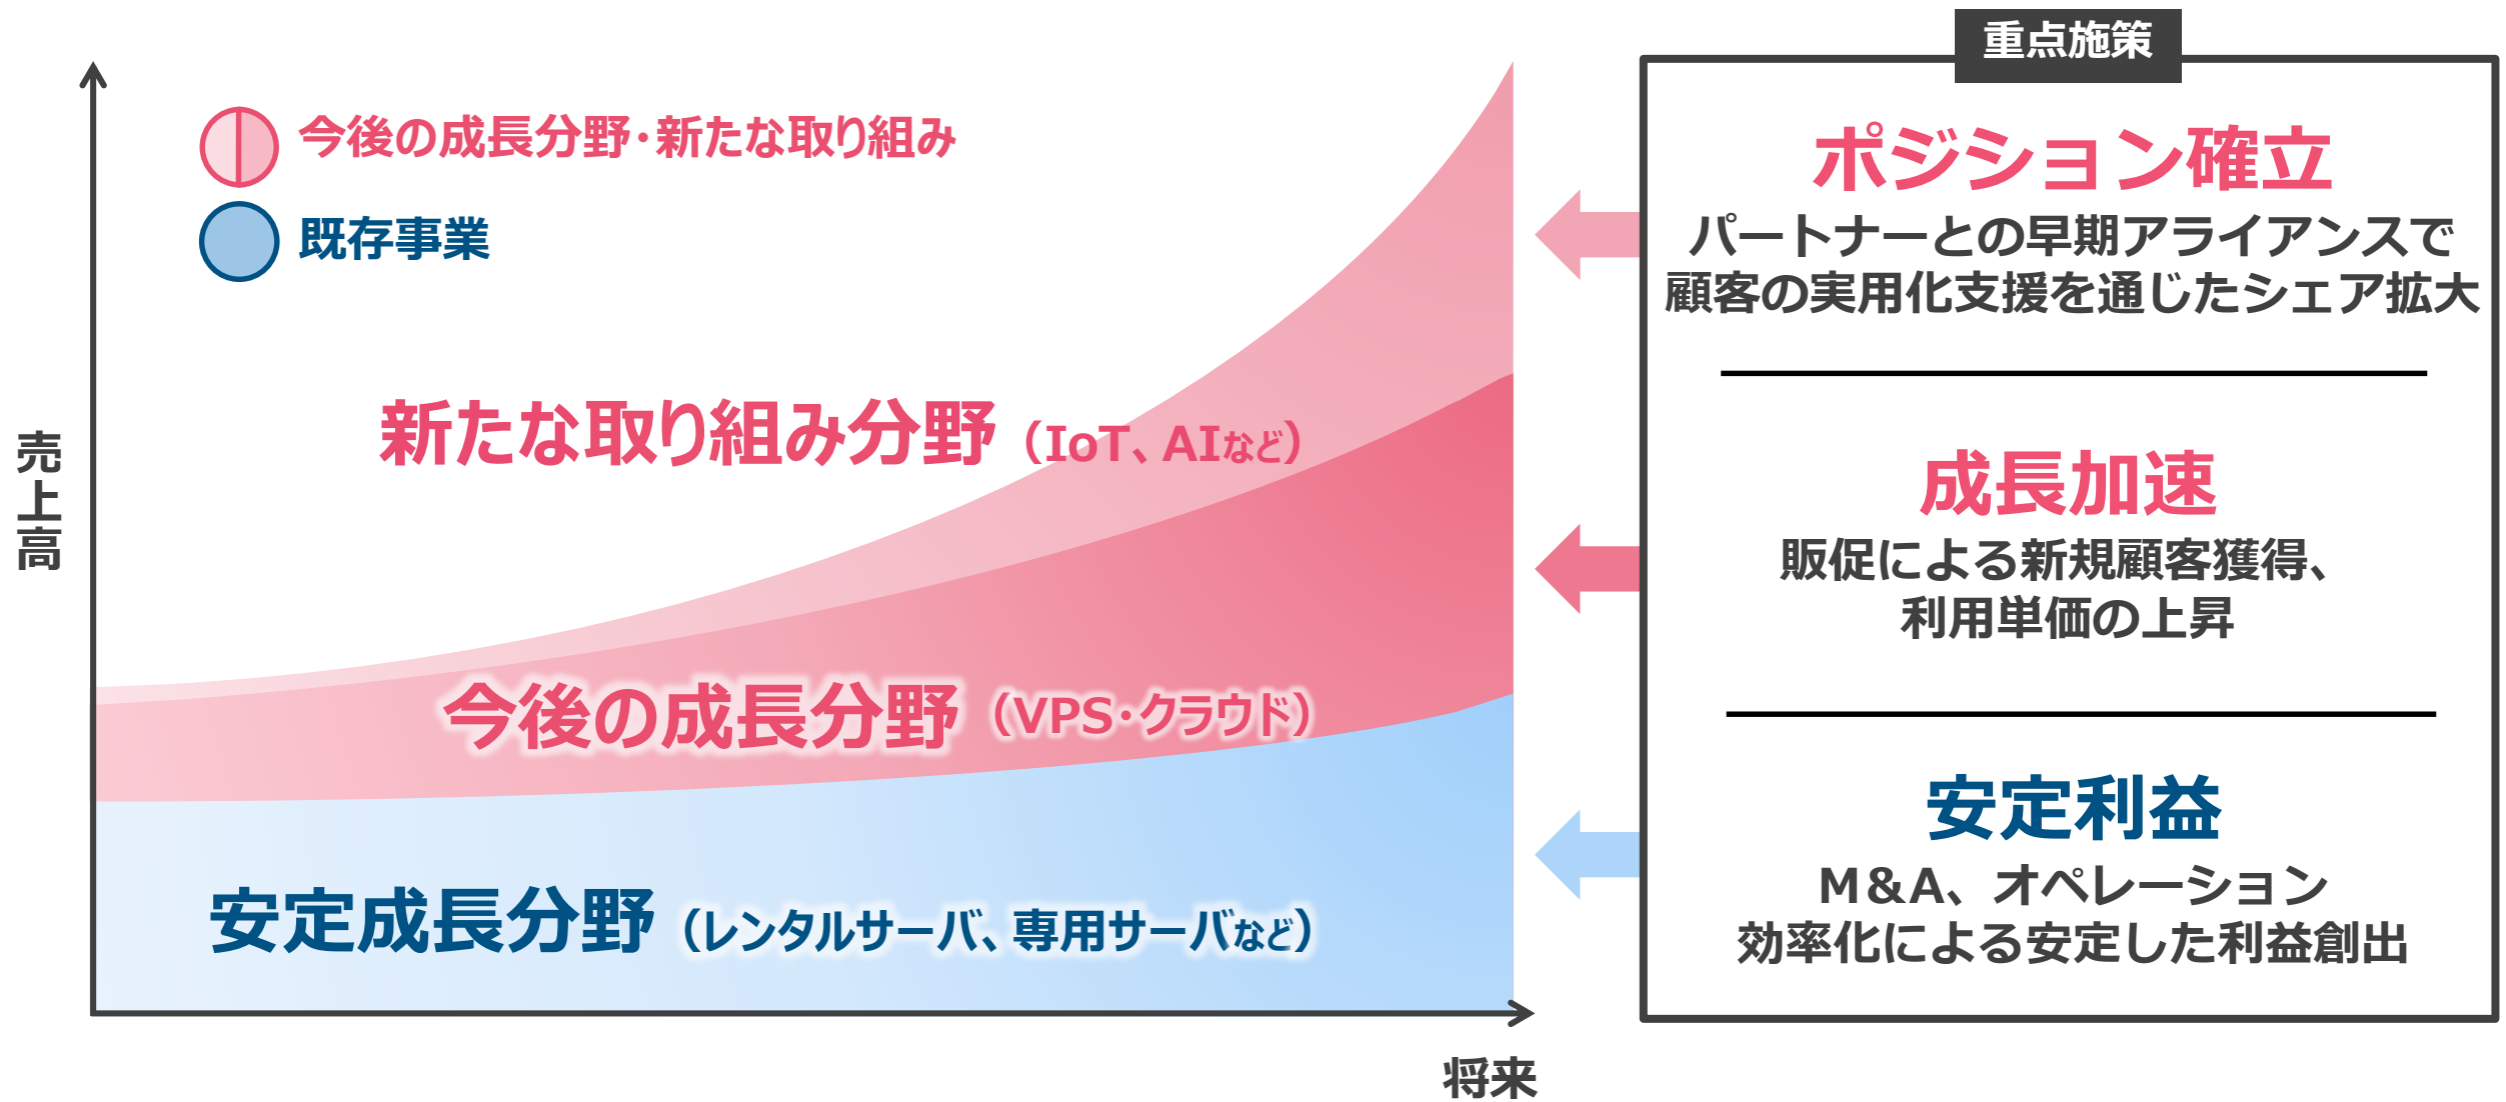 今後の成長分野・新たな取り組み
既存事業
売上高
新たな取り組み分野（IoT、AIなど）
今後の成長分野（VPS・クラウド）
安定成長分野（レンタルサーバ、専用サーバなど）
将来
重点施策
ポジション確立
パートナーとの早期アライアンスで
顧客の実用化支援を通じたシェア拡大
成長加速
販促による新規顧客獲得、
利用単価の上昇
安定利益
M＆A、オペレーション
効率化による安定した利益創出